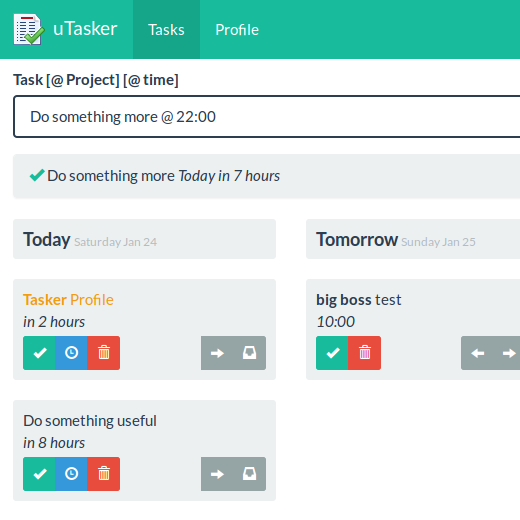 uTasker Tasks Profile
Task [@ Project] [@ time]
Do something more @ 22:00
Do something more Today in 7 hours
Today Saturday Jan 24
Tomorrow Sunday Jan 25
Tasker Profile
in 2 hours
big boss test
10:00
Do something useful
in 8 hours